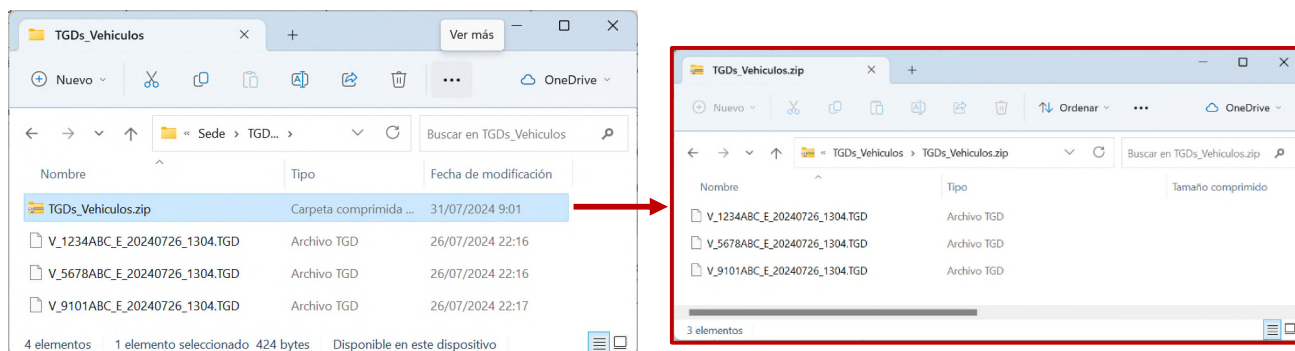 TGDs_Vehiculos
Ver más
Nuevo
OneDrive
« Sede > TGD... >
Buscar en TGDs_Vehiculos
Nombre Tipo Fecha de modificación
TGDs_Vehiculos.zip Carpeta comprimida ... 31/07/2024 9:01
V_1234ABC_E_20240726_1304.TGD Archivo TGD 26/07/2024 22:16
V_5678ABC_E_20240726_1304.TGD Archivo TGD 26/07/2024 22:16
V_9101ABC_E_20240726_1304.TGD Archivo TGD 26/07/2024 22:17
4 elementos 1 elemento seleccionado 424 bytes Disponible en este dispositivo
TGDs_Vehiculos.zip
Nuevo
Ordenar
OneDrive
« TGDs_Vehiculos > TGDs_Vehiculos.zip
Buscar en TGDs_Vehiculos.zip
Nombre Tipo Tamaño comprimido
V_1234ABC_E_20240726_1304.TGD Archivo TGD
V_5678ABC_E_20240726_1304.TGD Archivo TGD
V_9101ABC_E_20240726_1304.TGD Archivo TGD
3 elementos